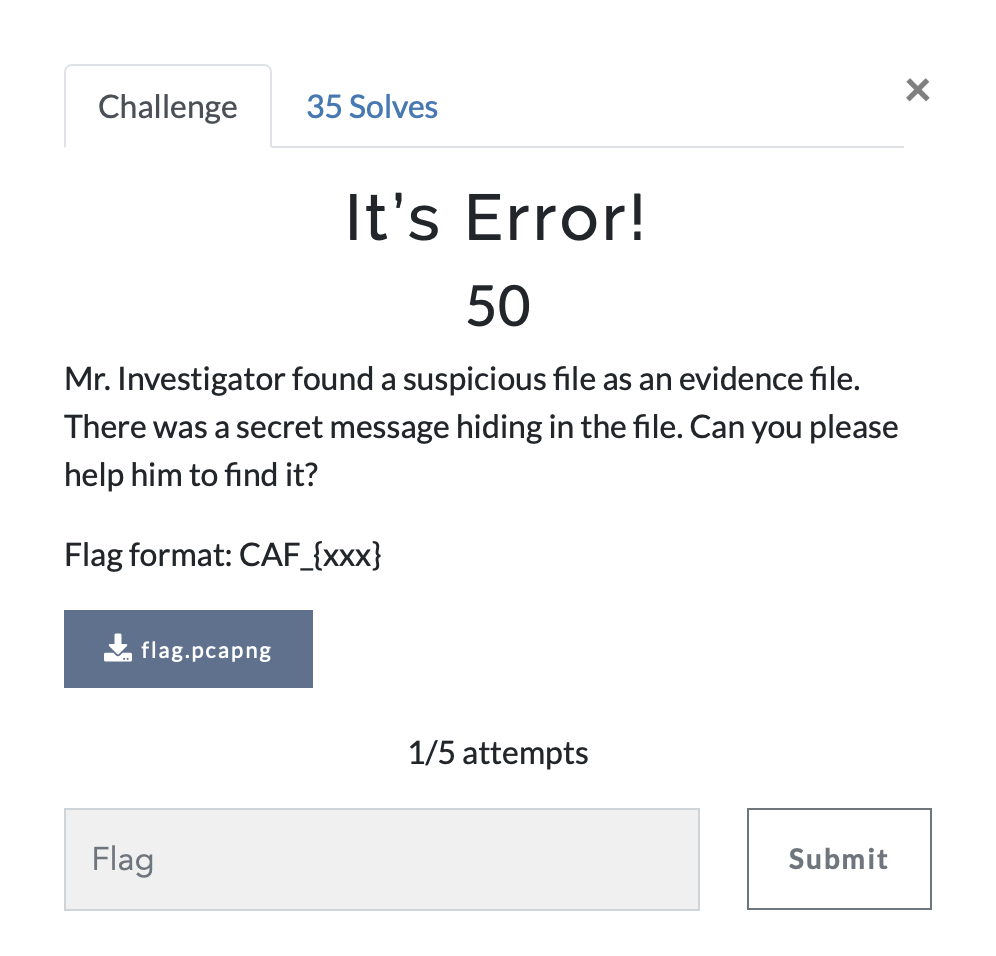 Challenge
35 Solves
×
It's Error!
50
Mr. Investigator found a suspicious file as an evidence file.
There was a secret message hiding in the file. Can you please
help him to find it?
Flag format: CAF_{xxx}
flag.pcapng
1/5 attempts
Flag
Submit